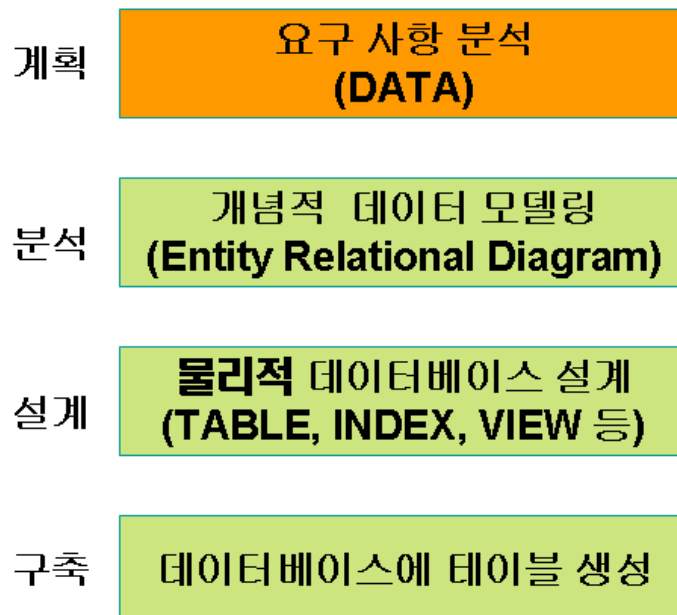 계획
요구 사항 분석
(DATA)
분석
개념적 데이터 모델링
(Entity Relational Diagram)
설계
물리적 데이터베이스 설계
(TABLE, INDEX, VIEW 등)
구축
데이터베이스에 테이블 생성